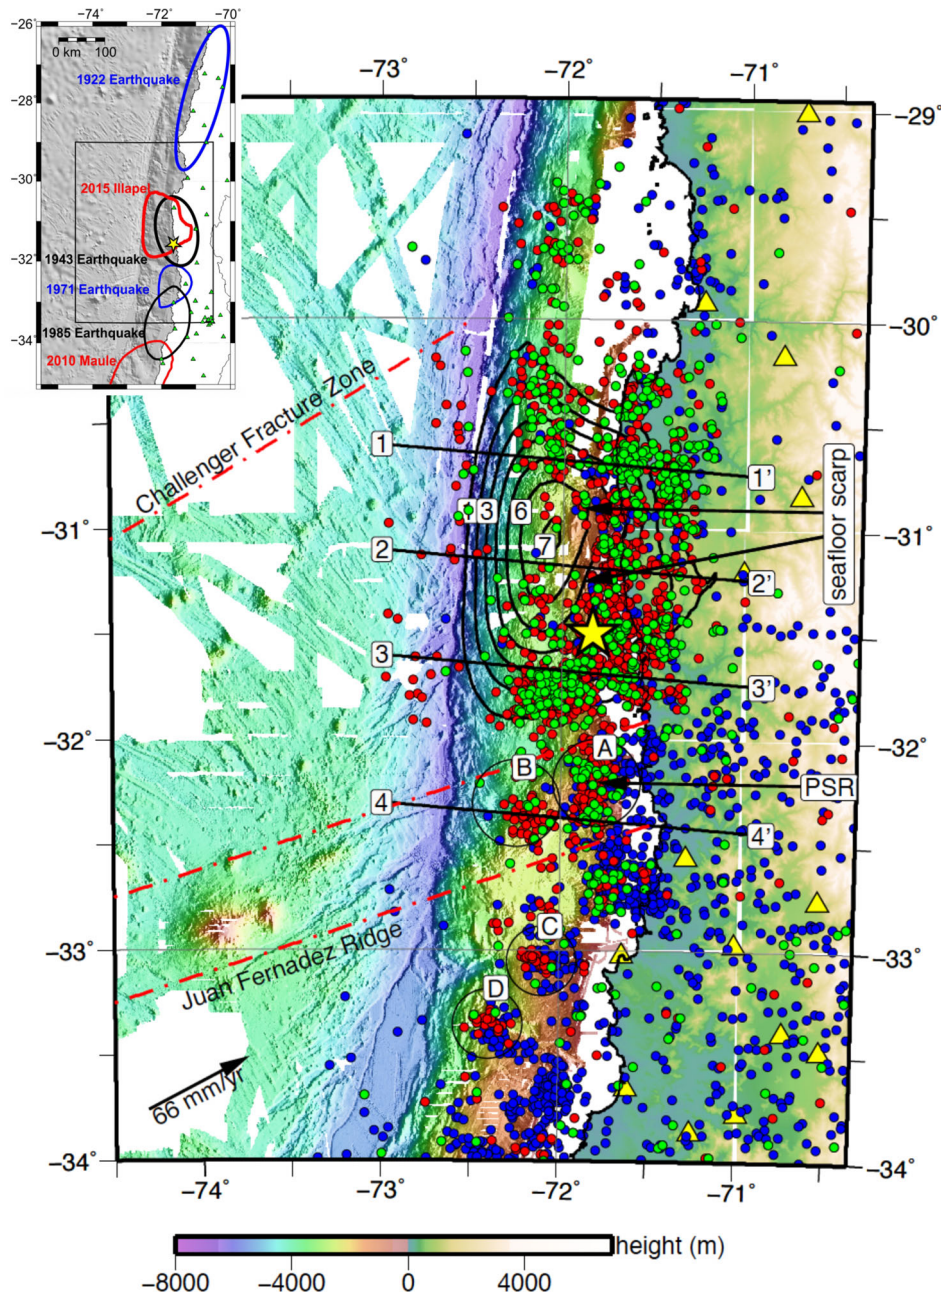 −74° −72° −70°
−26°
0 km 100
1922 Earthquake
−28°
−30°
2015 Illapel
−32°
1943 Earthquake
1971 Earthquake
1985 Earthquake
−34°
2010 Maule
−73° −72° −71°
−29°
−30°
Challenger Fracture Zone
1 1'
seafloor scarp
1 3 6
−31° −31°
7
2 2'
3 3'
−32° −32°
A
B
PSR
4 4'
−33° −33°
C
Juan Fernadez Ridge
D
66 mm/yr
−34° −34°
−74 −73° −72° −71°
height (m)
−8000 −4000 0 4000